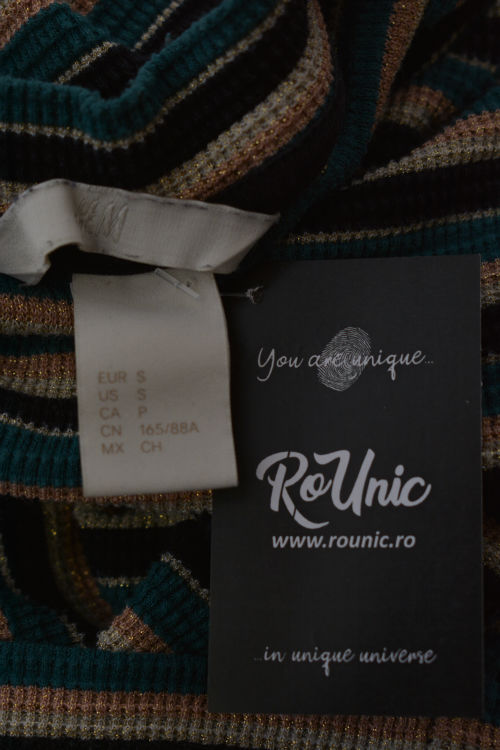 H&M
EUR S
US S
CA P
CN 165/88A
MX CH
You are unique...
RoUnic
www.rounic.ro
...in unique universe